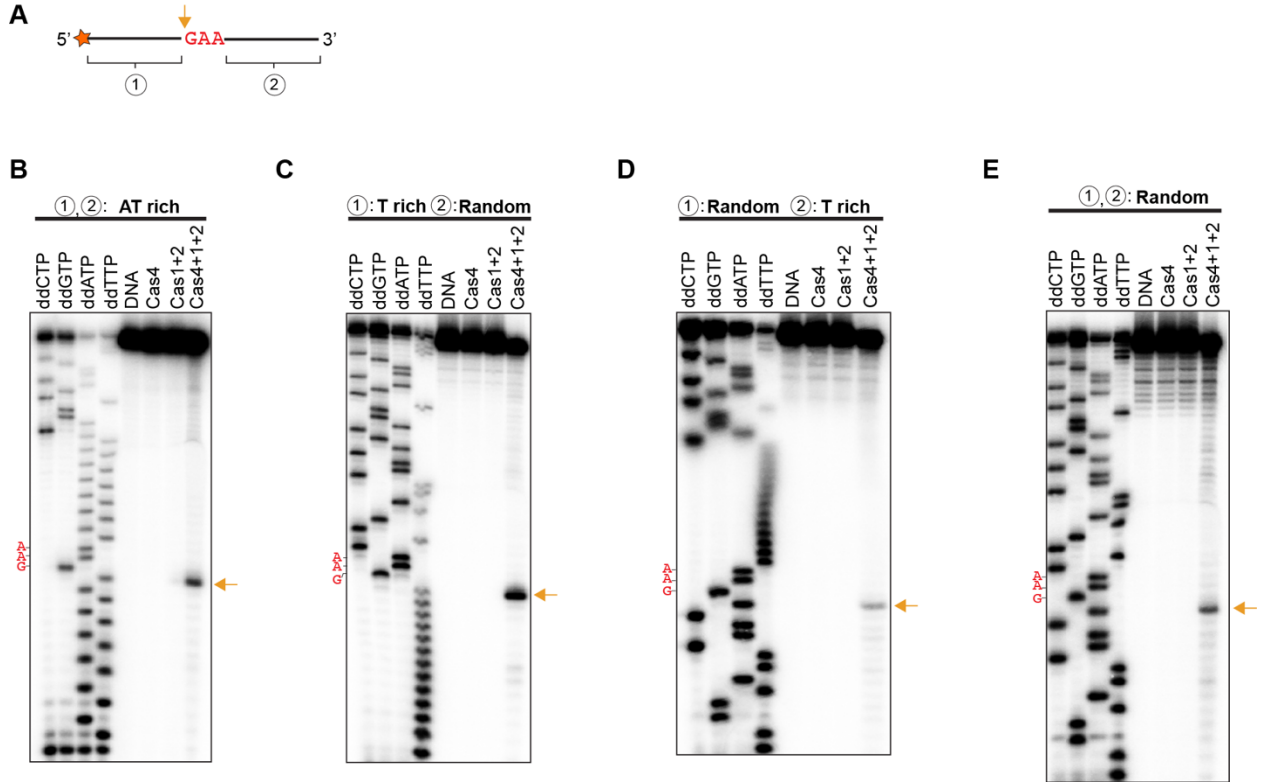 A
5' GAA 3'
1 2
B
1,2: AT rich
ddCTP ddGTP ddATP ddTTP DNA Cas4 Cas1+2 Cas4+1+2
A
A
G
C
1: T rich 2: Random
ddCTP ddGTP ddATP ddTTP DNA Cas4 Cas1+2 Cas4+1+2
A
A
G
D
1: Random 2: T rich
ddCTP ddGTP ddATP ddTTP DNA Cas4 Cas1+2 Cas4+1+2
A
A
G
E
1,2: Random
ddCTP ddGTP ddATP ddTTP DNA Cas4 Cas1+2 Cas4+1+2
A
A
G